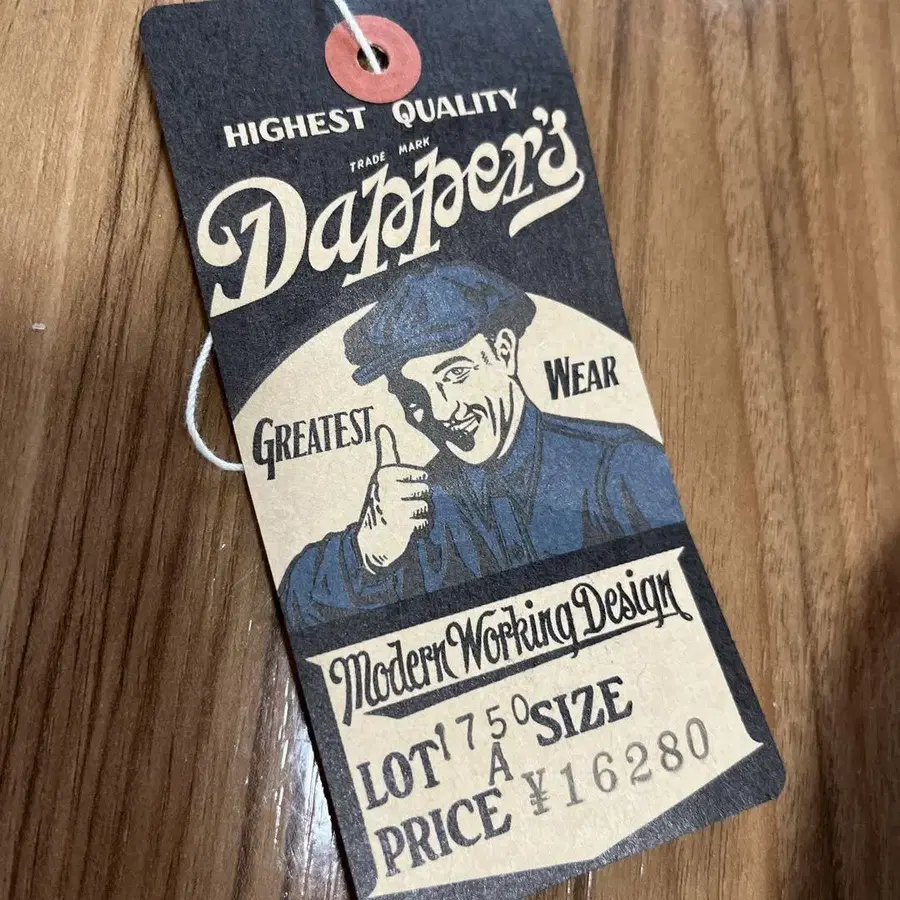 HIGHEST QUALITY
TRADE MARK
Dapper's
GREATEST WEAR
Modern Working Design
LOT 1750 SIZE
A
PRICE ¥16280